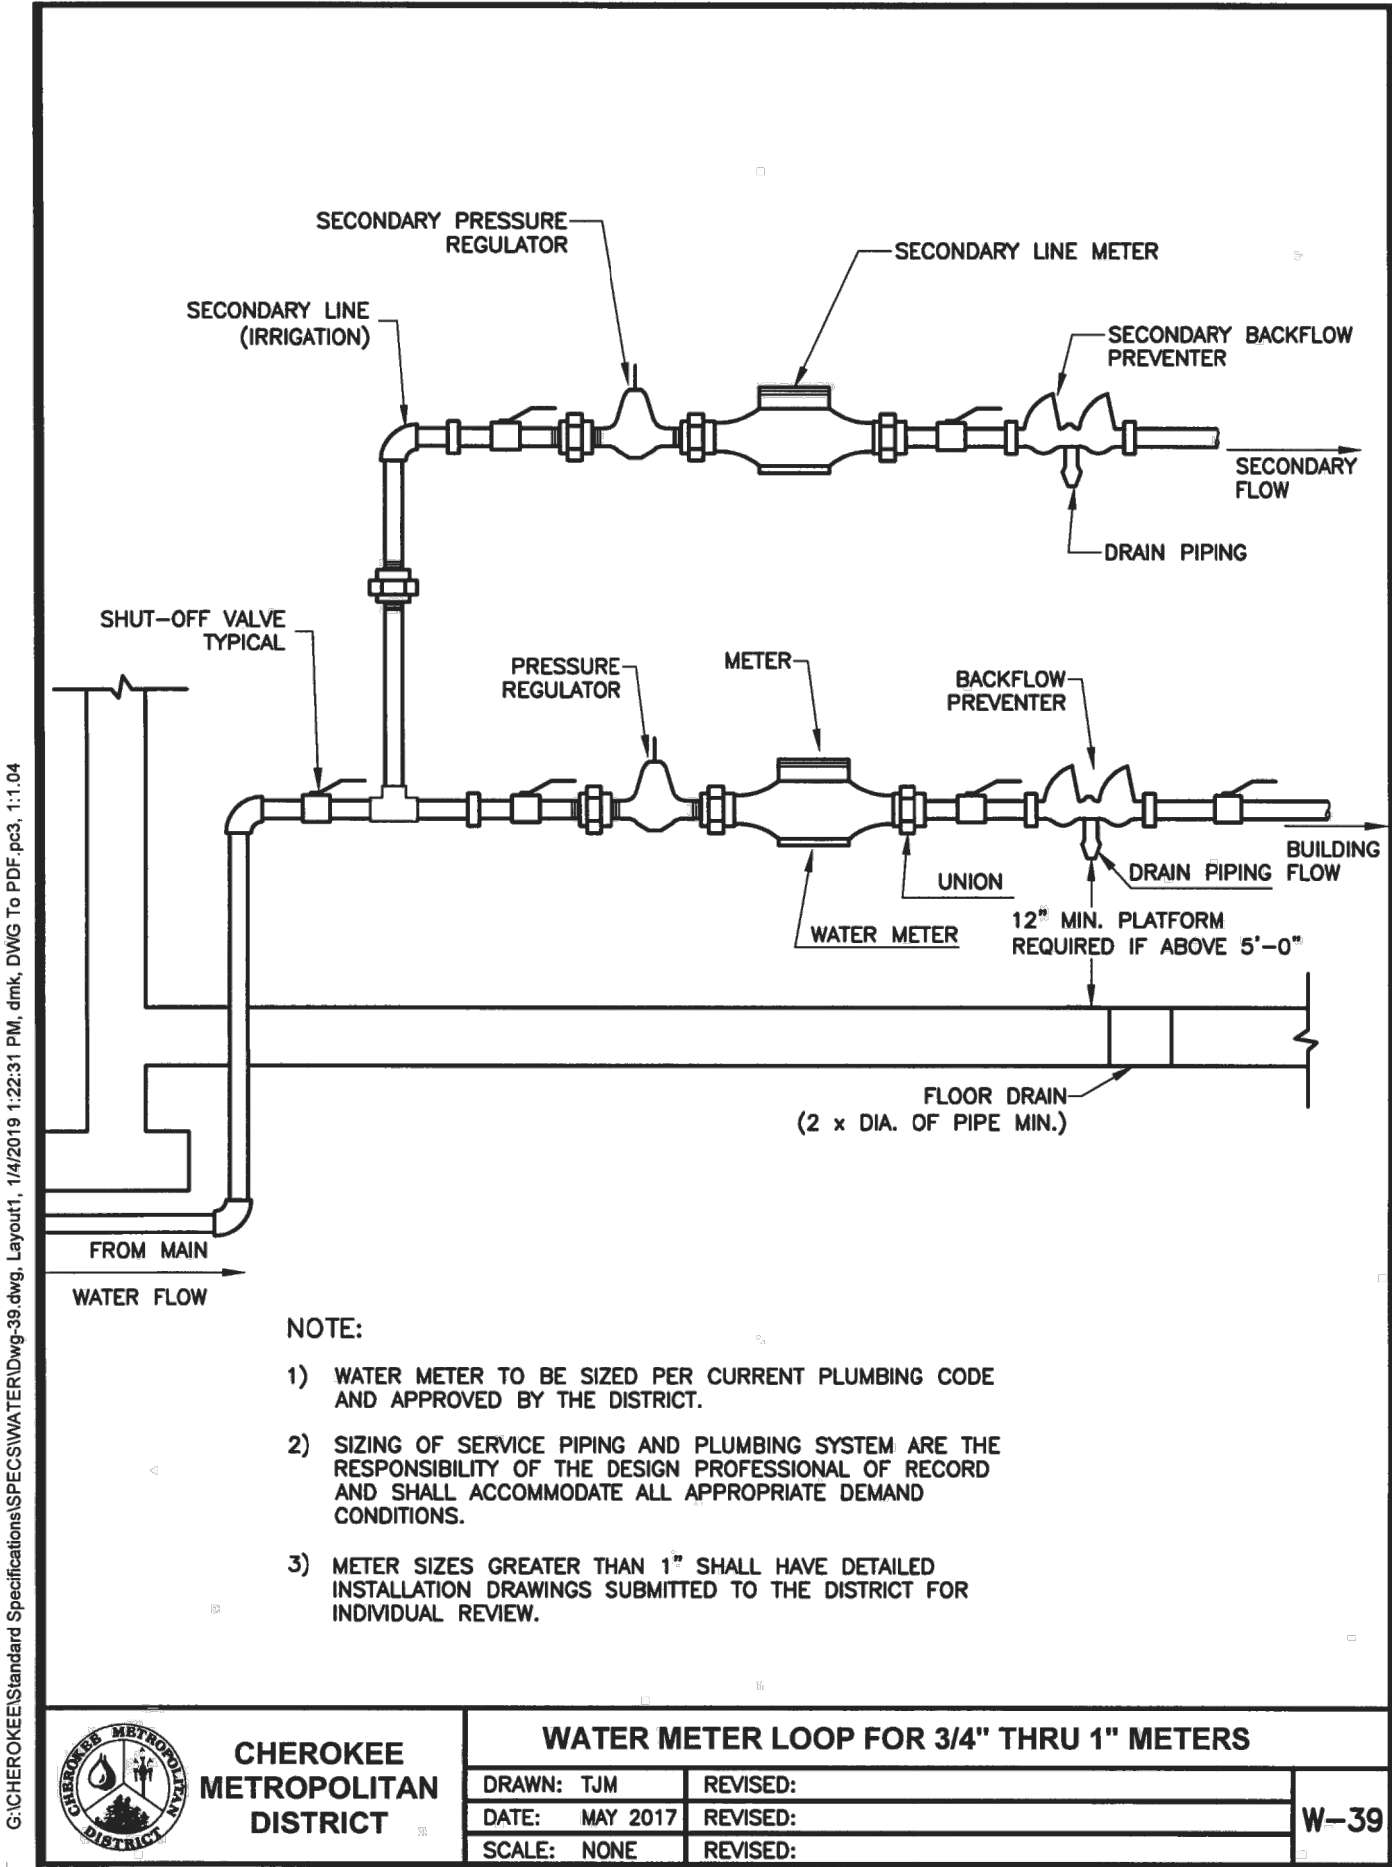 SECONDARY PRESSURE
REGULATOR
SECONDARY LINE METER
SECONDARY LINE
(IRRIGATION)
SECONDARY BACKFLOW
PREVENTER
SECONDARY
FLOW
DRAIN PIPING
SHUT-OFF VALVE
TYPICAL
PRESSURE
REGULATOR
METER
BACKFLOW
PREVENTER
BUILDING
FLOW
DRAIN PIPING
UNION
WATER METER
12" MIN. PLATFORM
REQUIRED IF ABOVE 5'-0"
FLOOR DRAIN
(2 x DIA. OF PIPE MIN.)
FROM MAIN
WATER FLOW
NOTE:
1) WATER METER TO BE SIZED PER CURRENT PLUMBING CODE
AND APPROVED BY THE DISTRICT.
2) SIZING OF SERVICE PIPING AND PLUMBING SYSTEM ARE THE
RESPONSIBILITY OF THE DESIGN PROFESSIONAL OF RECORD
AND SHALL ACCOMMODATE ALL APPROPRIATE DEMAND
CONDITIONS.
3) METER SIZES GREATER THAN 1" SHALL HAVE DETAILED
INSTALLATION DRAWINGS SUBMITTED TO THE DISTRICT FOR
INDIVIDUAL REVIEW.
G:\CHEROKEE\Standard Specifications\SPECS\WATER\Dwg-39.dwg, Layout1, 1/4/2019 1:22:31 PM, dmk, DWG To PDF.pc3, 1:1.04
CHEROKEE METROPOLITAN
DISTRICT
CHEROKEE
METROPOLITAN
DISTRICT
WATER METER LOOP FOR 3/4" THRU 1" METERS
DRAWN: TJM
REVISED:
DATE: MAY 2017
REVISED:
SCALE: NONE
REVISED:
W-39